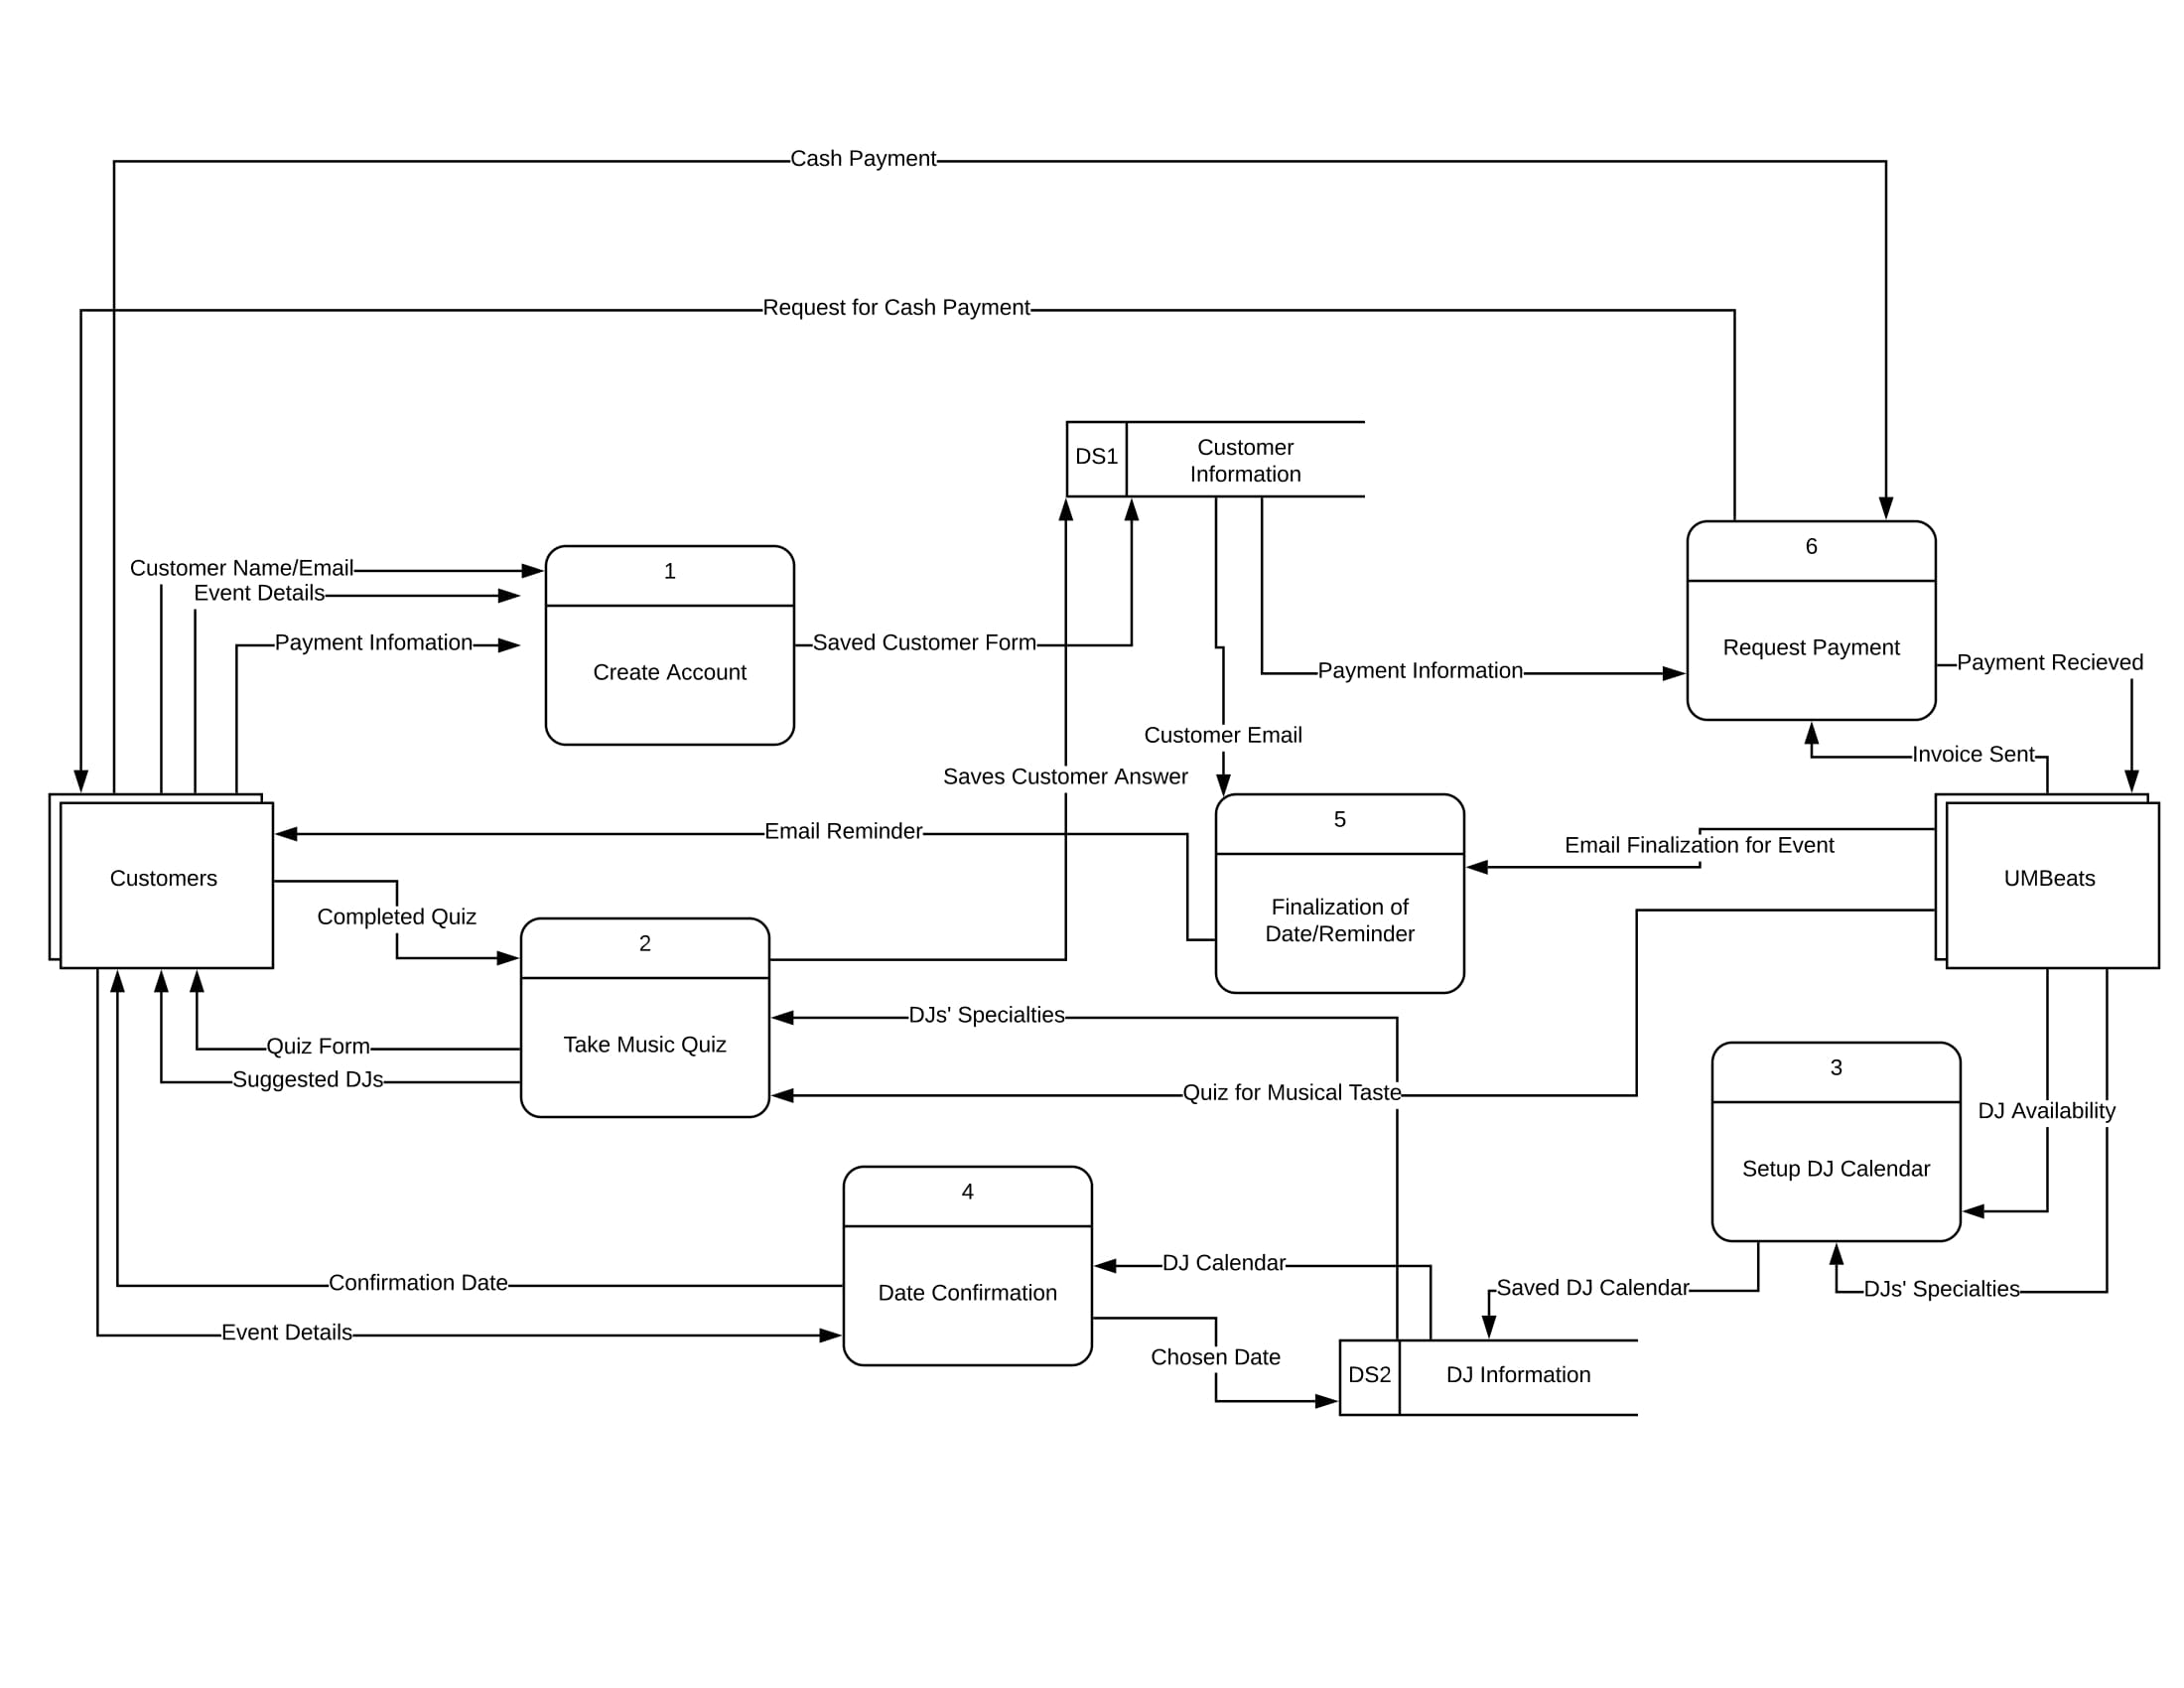 Cash Payment
Request for Cash Payment
DS1
Customer
Information
Customer Name/Email
Event Details
Payment Infomation
1
Create Account
Saved Customer Form
6
Request Payment
Payment Information
Payment Recieved
Customer Email
Saves Customer Answer
Invoice Sent
Email Reminder
5
Finalization of
Date/Reminder
Email Finalization for Event
Customers
UMBeats
Completed Quiz
2
Take Music Quiz
DJs' Specialties
Quiz Form
Suggested DJs
Quiz for Musical Taste
3
Setup DJ Calendar
DJ Availability
4
Date Confirmation
DJ Calendar
Confirmation Date
Saved DJ Calendar
DJs' Specialties
Event Details
Chosen Date
DS2
DJ Information